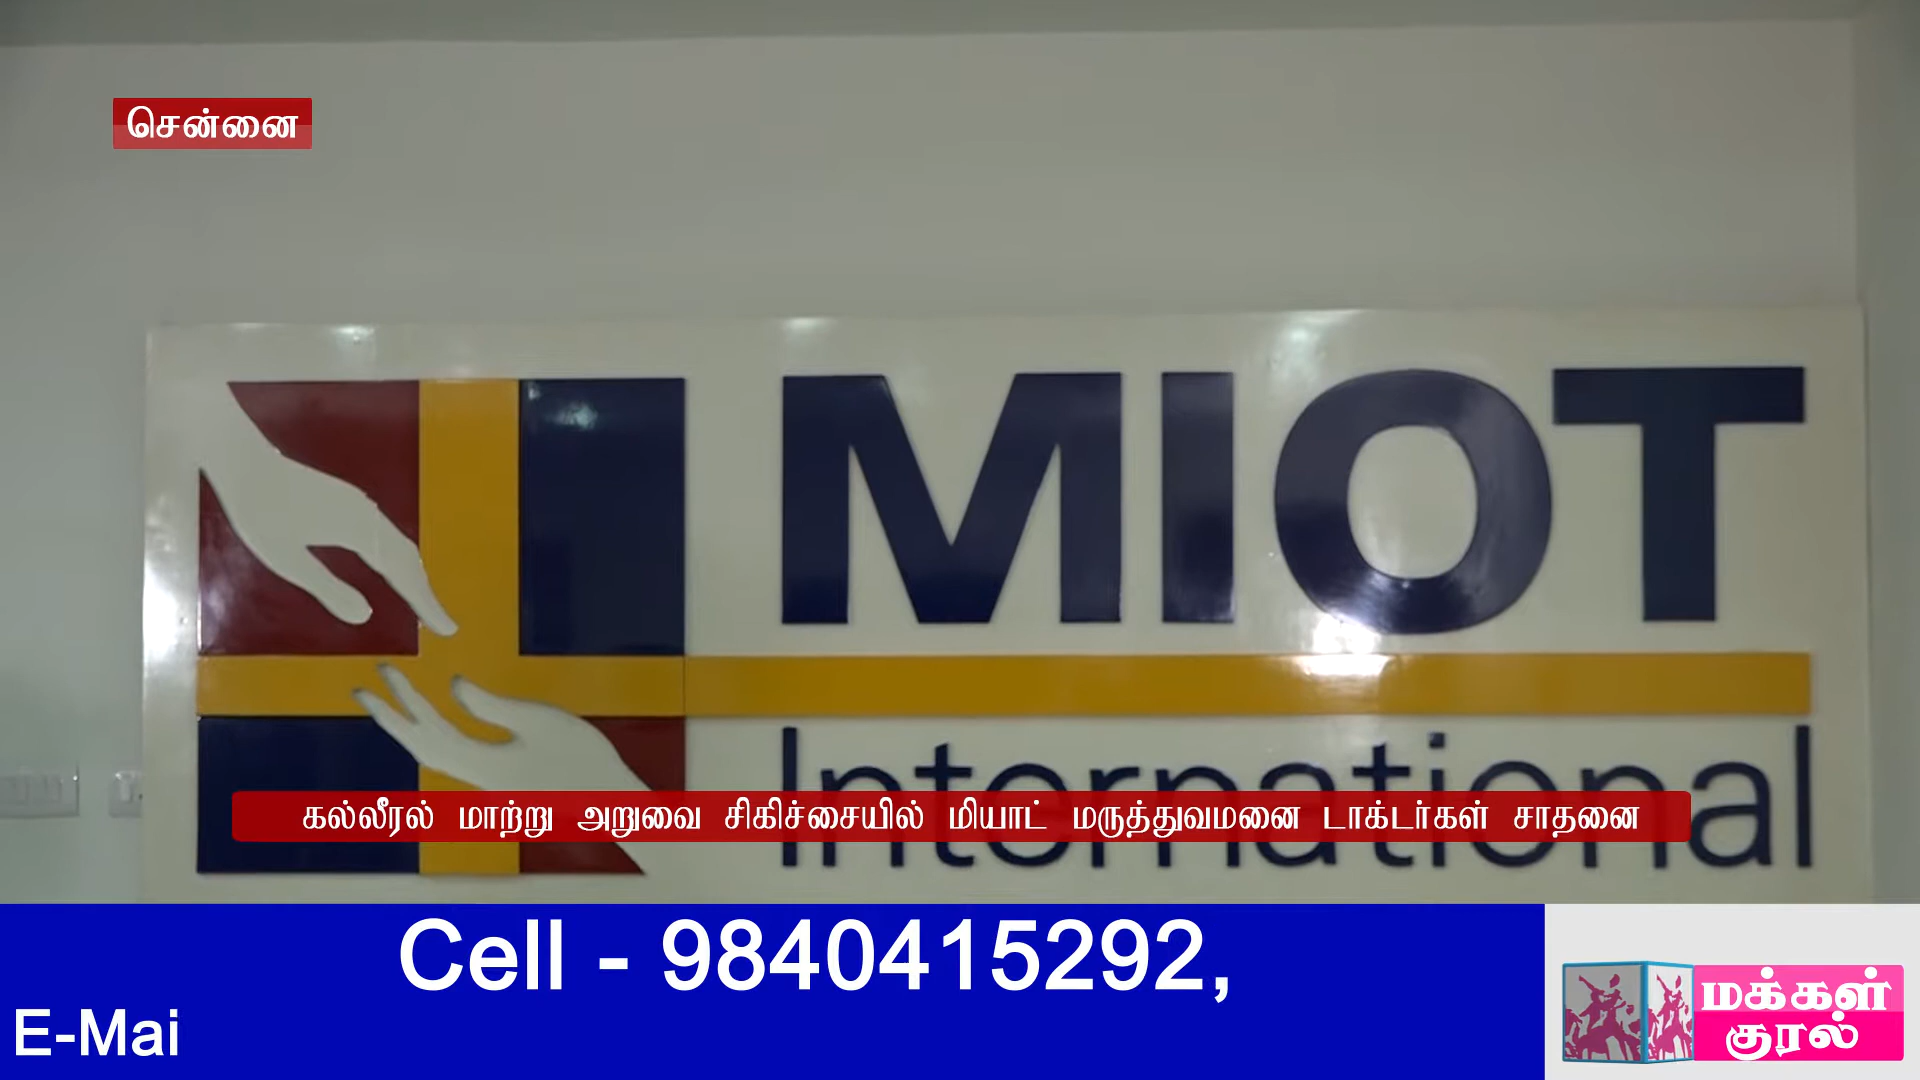 சென்னை
MIOT
International
கல்லீரல் மாற்று அறுவை சிகிச்சையில் மியாட் மருத்துவமனை டாக்டர்கள் சாதனை
Cell - 9840415292,
E-Mai
மக்கள்
குரல்